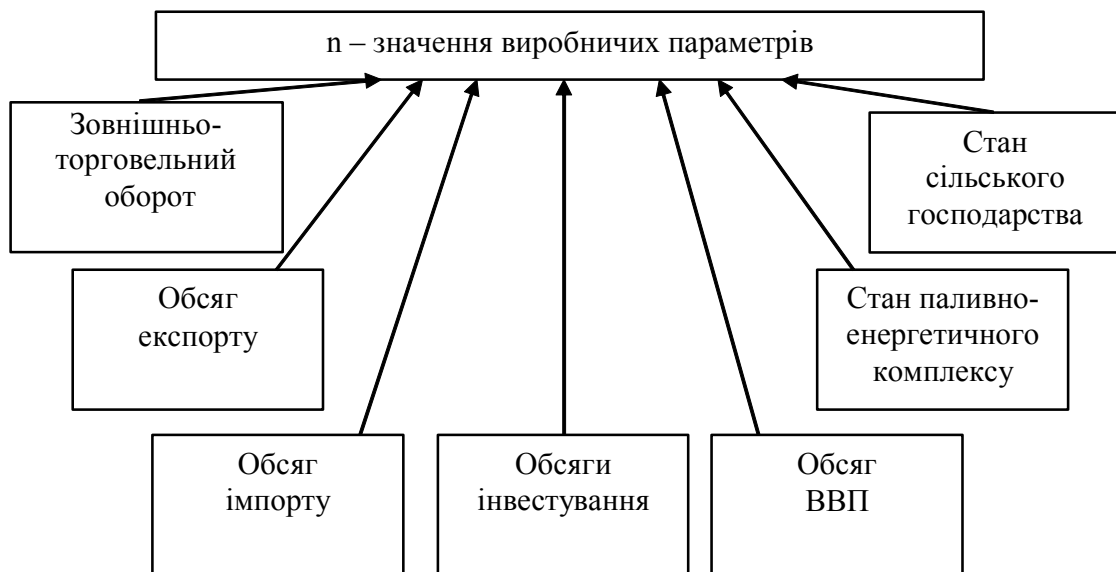 n – значення виробничих параметрів
Зовнішньо-
торговельний
оборот
Стан
сільського
господарства
Обсяг
експорту
Стан паливно-
енергетичного
комплексу
Обсяг
імпорту
Обсяги
інвестування
Обсяг
ВВП